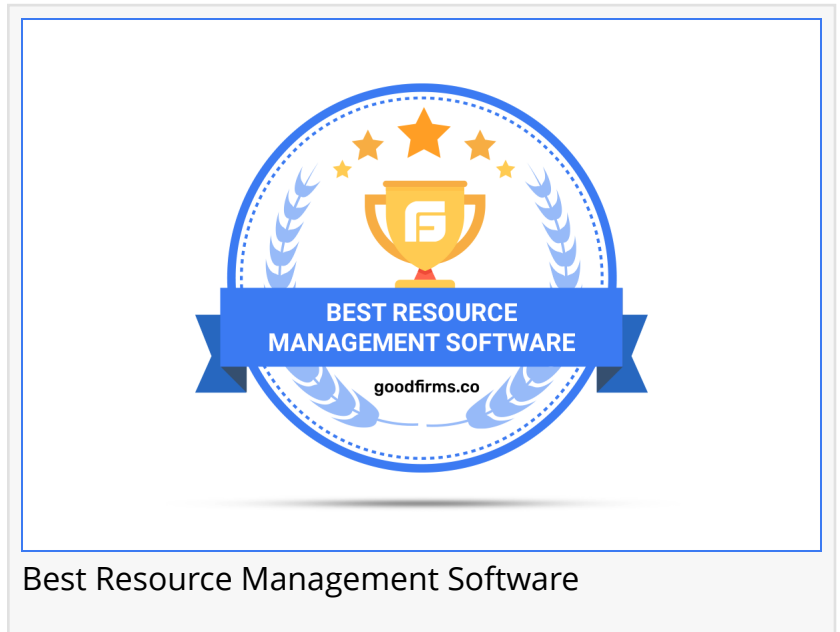 BEST RESOURCE
MANAGEMENT SOFTWARE
goodfirms.co
Best Resource Management Software